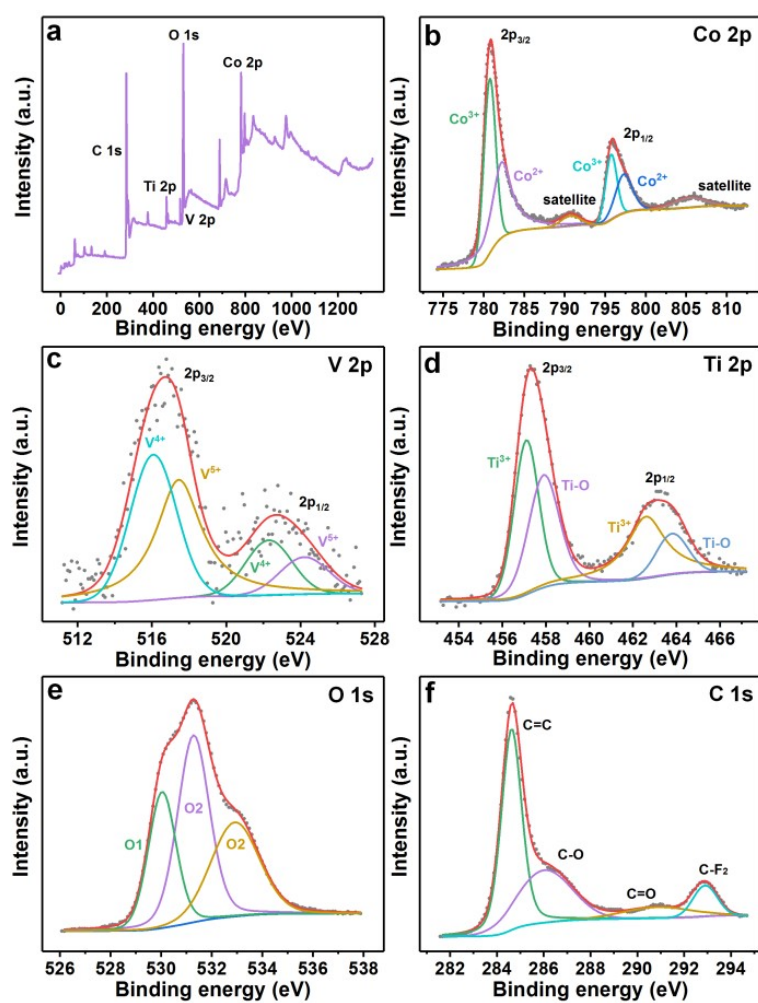 a
O 1s
Co 2p
C 1s
Ti 2p
V 2p
Intensity (a.u.)
0 200 400 600 800 1000 1200
Binding energy (eV)
b
Co 2p
2p3/2
Co3+
Co2+
2p1/2
Co3+
Co2+
satellite
satellite
Intensity (a.u.)
775 780 785 790 795 800 805 810
Binding energy (eV)
c
V 2p
2p3/2
V4+
V5+
2p1/2
V4+
V5+
Intensity (a.u.)
512 516 520 524 528
Binding energy (eV)
d
Ti 2p
2p3/2
Ti3+
Ti-O
2p1/2
Ti3+
Ti-O
Intensity (a.u.)
454 456 458 460 462 464 466
Binding energy (eV)
e
O 1s
O1
O2
O2
Intensity (a.u.)
526 528 530 532 534 536 538
Binding energy (eV)
f
C 1s
C=C
C-O
C=O
C-F2
Intensity (a.u.)
282 284 286 288 290 292 294
Binding energy (eV)